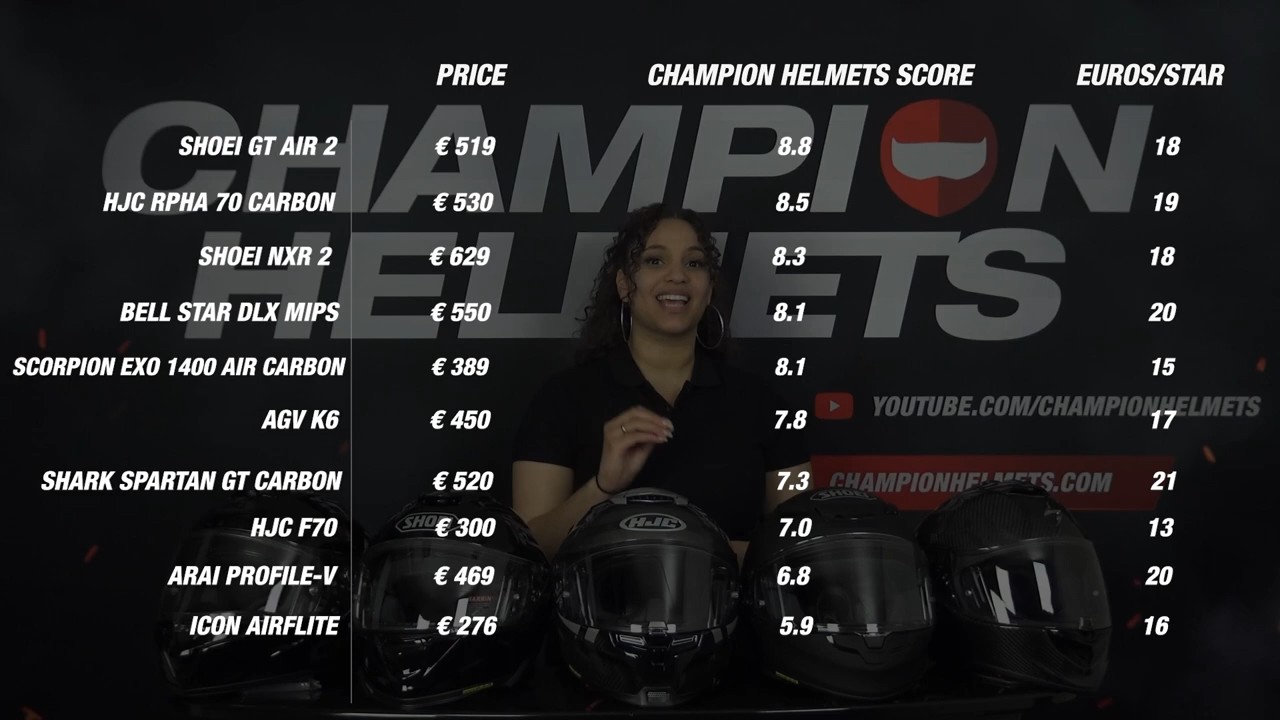 PRICE CHAMPION HELMETS SCORE EUROS/STAR
CHAMPION
SHOEI GT AIR 2 € 519 8.8 18
HJC RPHA 70 CARBON € 530 8.5 19
HELMETS
SHOEI NXR 2 € 629 8.3 18
BELL STAR DLX MIPS € 550 8.1 20
SCORPION EXO 1400 AIR CARBON € 389 8.1 15
YOUTUBE.COM/CHAMPIONHELMETS
AGV K6 € 450 7.8 17
SHARK SPARTAN GT CARBON € 520 7.3 21
CHAMPIONHELMETS.COM
SHOEI
SHOEI
HJC
HJC F70 € 300 7.0 13
ARAI PROFILE-V € 469 6.8 20
ICON AIRFLITE € 276 5.9 16